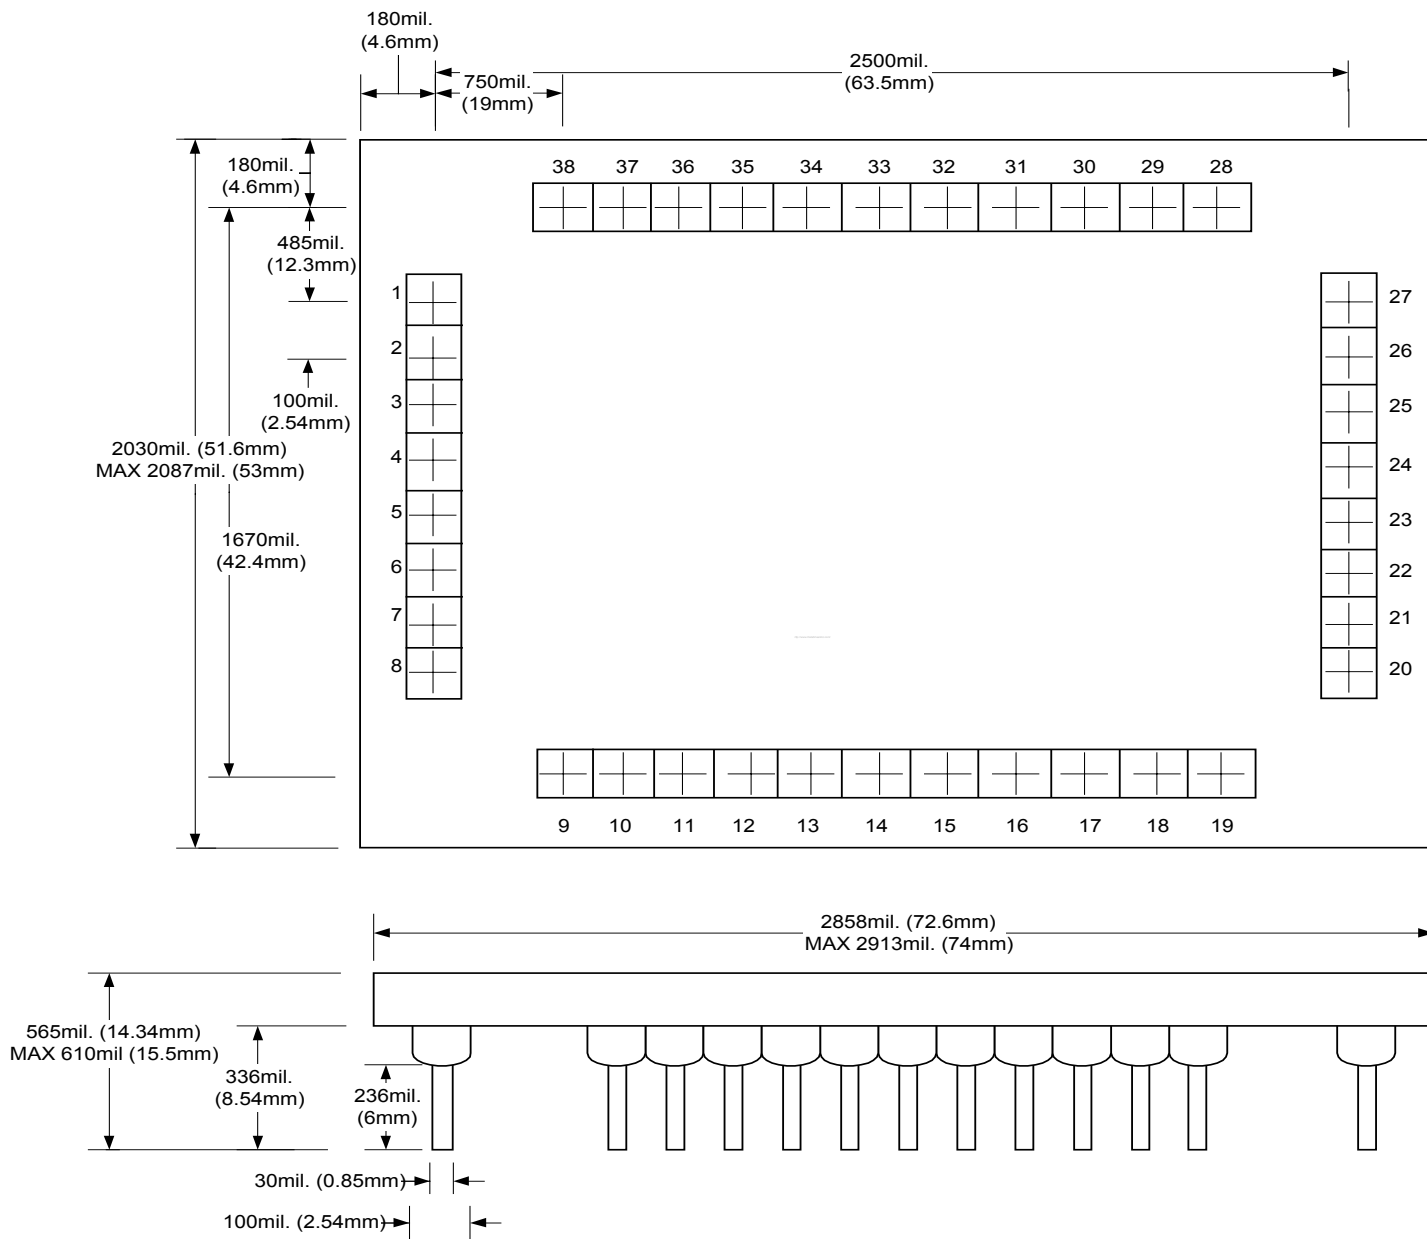 180mil.
(4.6mm)
2500mil.
(63.5mm)
750mil.
(19mm)
180mil.
(4.6mm)
38 37 36 35 34 33 32 31 30 29 28
485mil.
(12.3mm)
1
27
2
26
100mil.
(2.54mm)
3
25
2030mil. (51.6mm)
MAX 2087mil. (53mm)
4
24
5
23
1670mil.
(42.4mm)
6
22
7
21
8
20
9 10 11 12 13 14 15 16 17 18 19
2858mil. (72.6mm)
MAX 2913mil. (74mm)
565mil. (14.34mm)
MAX 610mil (15.5mm)
336mil.
(8.54mm)
236mil.
(6mm)
30mil. (0.85mm)
100mil. (2.54mm)